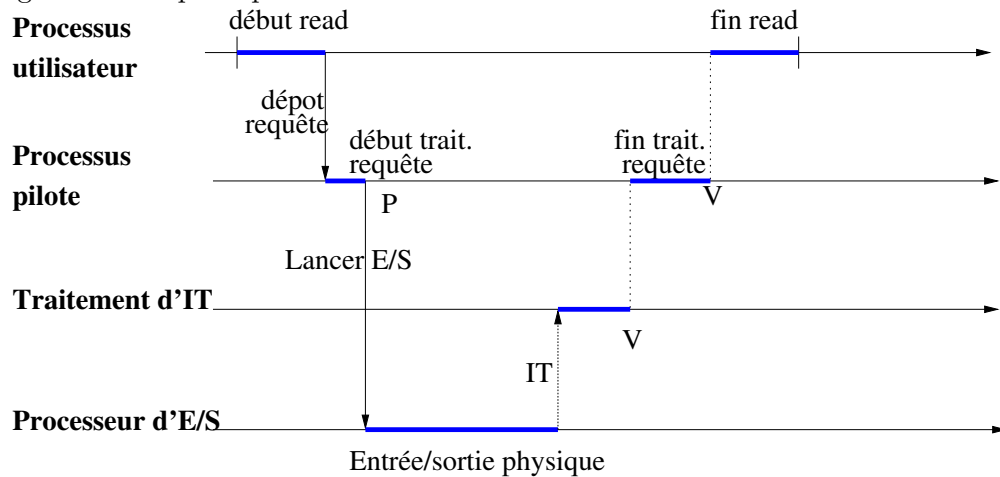 début read
fin read
Processus
utilisateur
dépot
requête
Processus
pilote
début trait.
requête
fin trait.
requête
P
V
Lancer E/S
Traitement d'IT
V
IT
Processeur d'E/S
Entrée/sortie physique